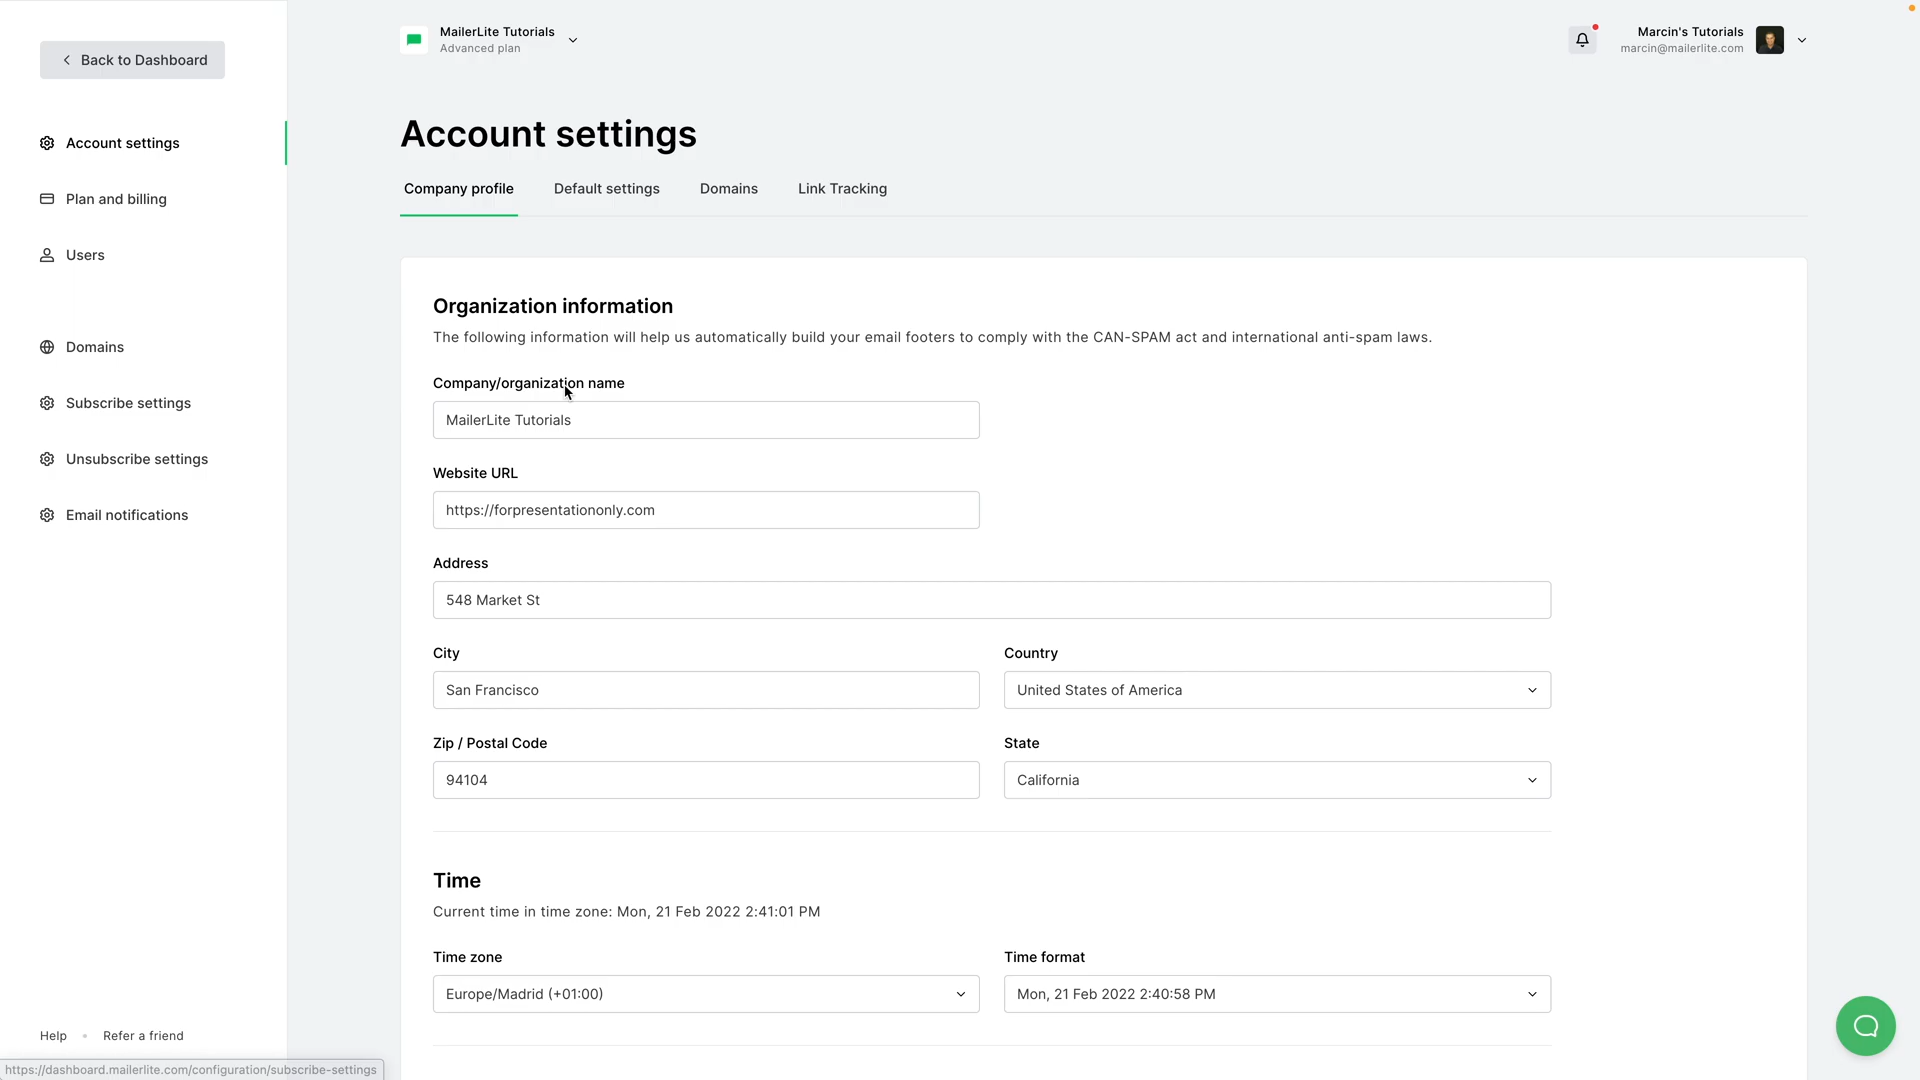 Back to Dashboard
Account settings
Plan and billing
Users
Domains
Subscribe settings
Unsubscribe settings
Email notifications
Help • Refer a friend
https://dashboard.mailerlite.com/configuration/subscribe-settings
MailerLite Tutorials
Advanced plan
Marcin's Tutorials
marcin@mailerlite.com
Account settings
Company profile Default settings Domains Link Tracking
Organization information
The following information will help us automatically build your email footers to comply with the CAN-SPAM act and international anti-spam laws.
Company/organization name
MailerLite Tutorials
Website URL
https://forpresentationonly.com
Address
548 Market St
City
San Francisco
Country
United States of America
Zip / Postal Code
94104
State
California
Time
Current time in time zone: Mon, 21 Feb 2022 2:41:01 PM
Time zone
Europe/Madrid (+01:00)
Time format
Mon, 21 Feb 2022 2:40:58 PM